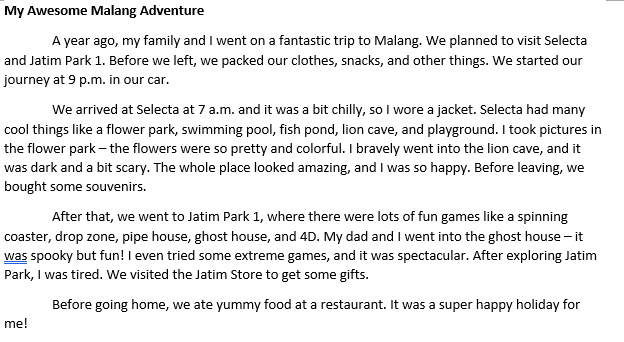 My Awesome Malang Adventure
A year ago, my family and I went on a fantastic trip to Malang. We planned to visit Selecta
and Jatim Park 1. Before we left, we packed our clothes, snacks, and other things. We started our
journey at 9 p.m. in our car.
We arrived at Selecta at 7 a.m. and it was a bit chilly, so I wore a jacket. Selecta had many
cool things like a flower park, swimming pool, fish pond, lion cave, and playground. I took pictures in
the flower park – the flowers were so pretty and colorful. I bravely went into the lion cave, and it
was dark and a bit scary. The whole place looked amazing, and I was so happy. Before leaving, we
bought some souvenirs.
After that, we went to Jatim Park 1, where there were lots of fun games like a spinning
coaster, drop zone, pipe house, ghost house, and 4D. My dad and I went into the ghost house – it
was spooky but fun! I even tried some extreme games, and it was spectacular. After exploring Jatim
Park, I was tired. We visited the Jatim Store to get some gifts.
Before going home, we ate yummy food at a restaurant. It was a super happy holiday for
me!